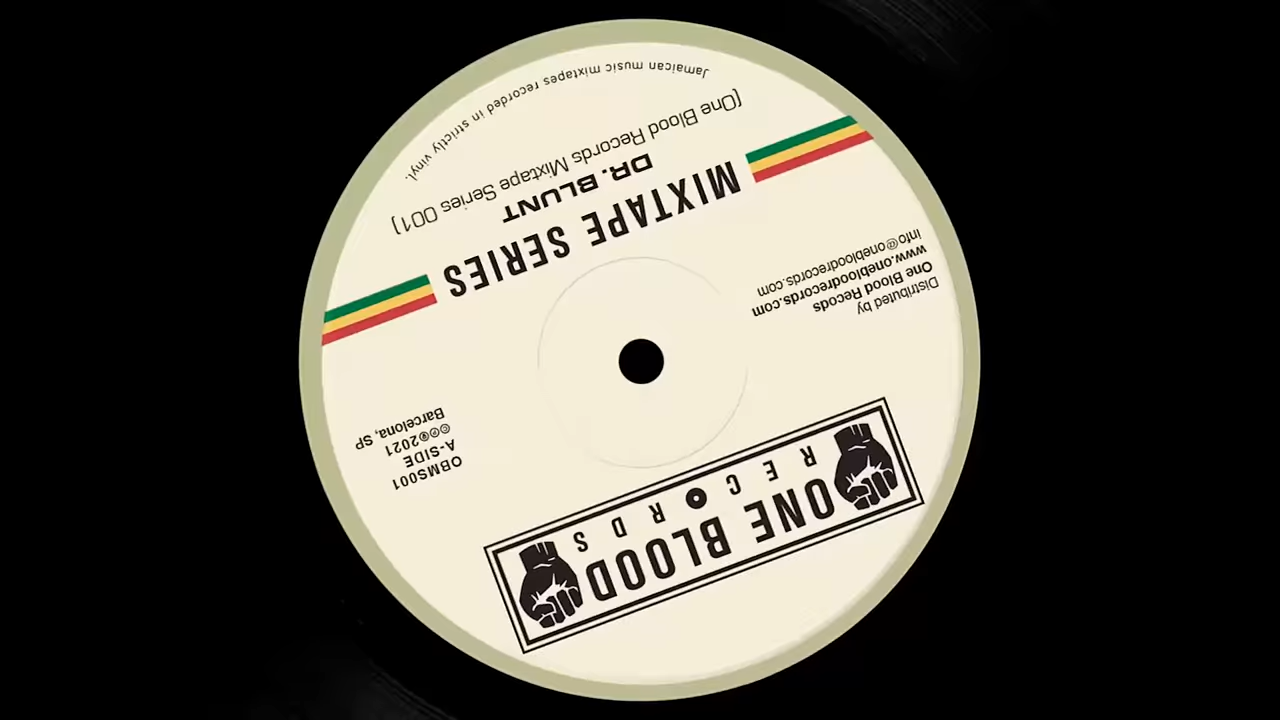 ONE BLOOD
RECORDS
OBMS001
A-SIDE
©℗®2021
Barcelona, SP
Distributed by
One Blood Recods
www.onebloodrecords.com
info@onebloodrecords.com
MIXTAPE SERIES
DR. BLUNT
(One Blood Records Mixtape Series 001)
Jamaican music mixtapes recorded in strictly vinyl.